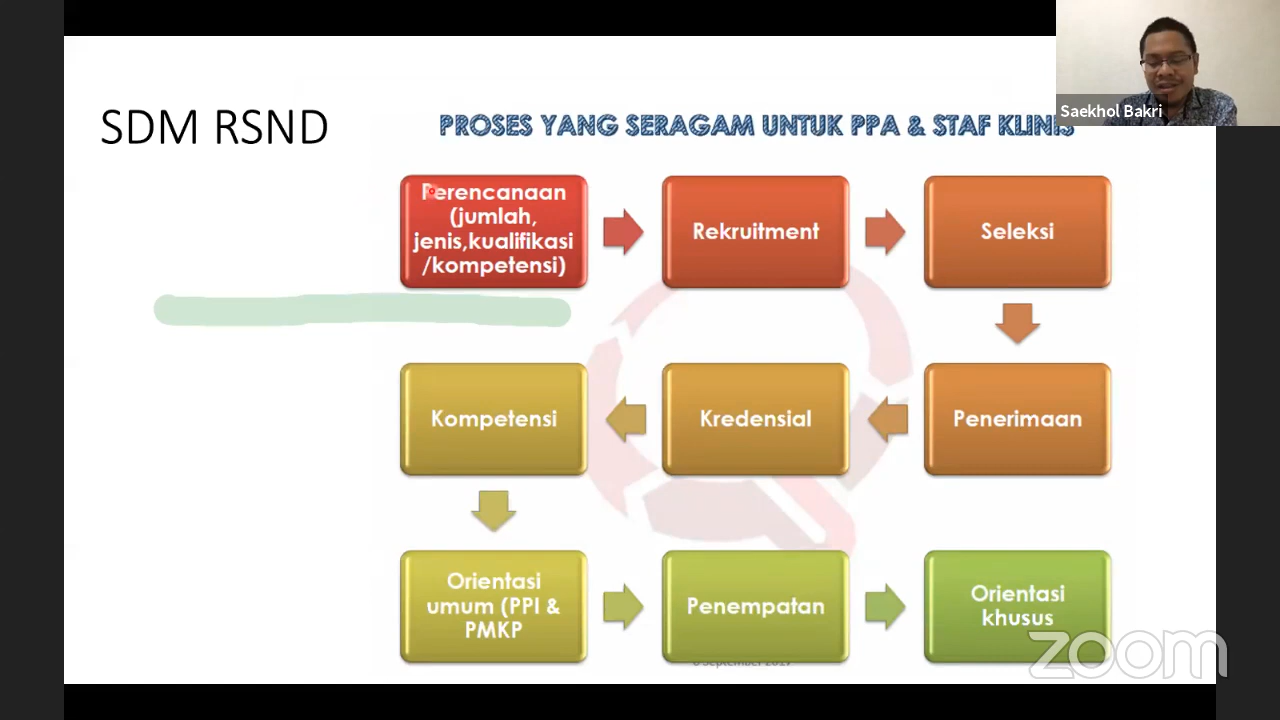 Saekhol Bakri
SDM RSND
PROSES YANG SERAGAM UNTUK PPA & STAF KLINIS
Perencanaan
(jumlah,
jenis,kualifikasi
/kompetensi)
Rekruitment
Seleksi
Kompetensi
Kredensial
Penerimaan
Orientasi
umum (PPI &
PMKP
Penempatan
Orientasi
khusus
September
zoom